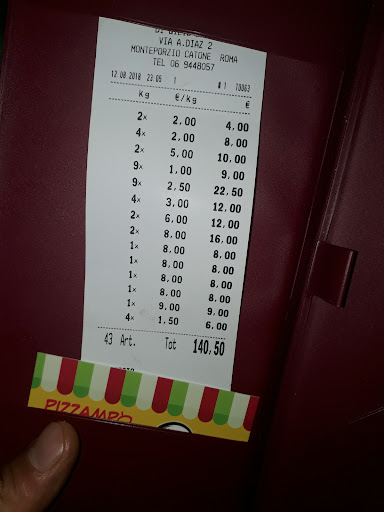 VIA A.DIAZ 2
MONTEPORZIO CATONE ROMA
TEL 06 9448057
12 08 2018 23 05 1 #1 10063
kg €/kg €
2x 2,00 4,00
4x 2,00 8,00
2x 5,00 10,00
9x 1,00 9,00
9x 2,50 22,50
4x 3,00 12,00
2x 6,00 12,00
2x 8,00 16,00
1x 8,00 8,00
1x 8,00 8,00
1x 8,00 8,00
1x 8,00 8,00
1x 9,00 9,00
4x 1,50 6,00
43 Art. Tot 140,50
PIZZAMPÒ